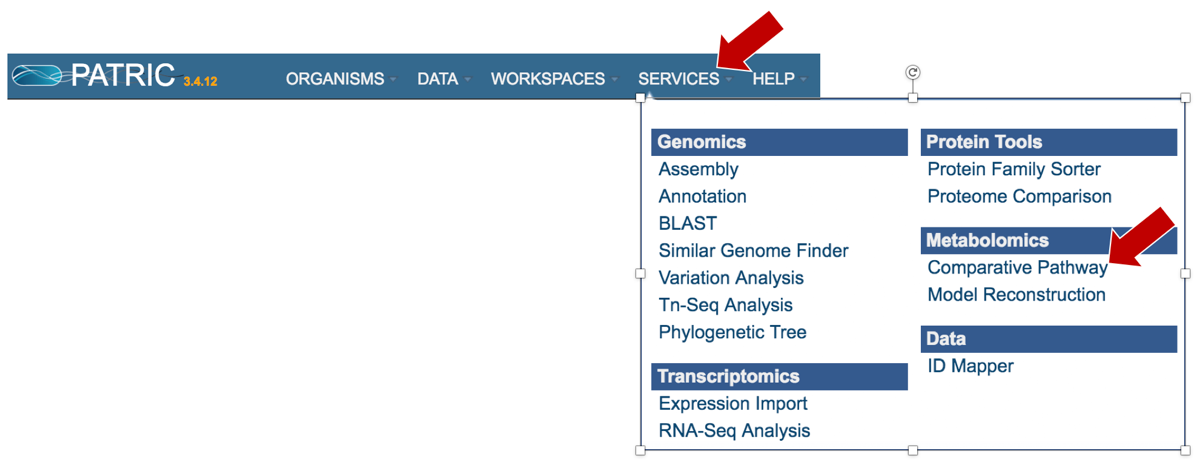 PATRIC 3.4.12 ORGANISMS DATA WORKSPACES SERVICES HELP
Genomics
Assembly
Annotation
BLAST
Similar Genome Finder
Variation Analysis
Tn-Seq Analysis
Phylogenetic Tree
Transcriptomics
Expression Import
RNA-Seq Analysis
Protein Tools
Protein Family Sorter
Proteome Comparison
Metabolomics
Comparative Pathway
Model Reconstruction
Data
ID Mapper